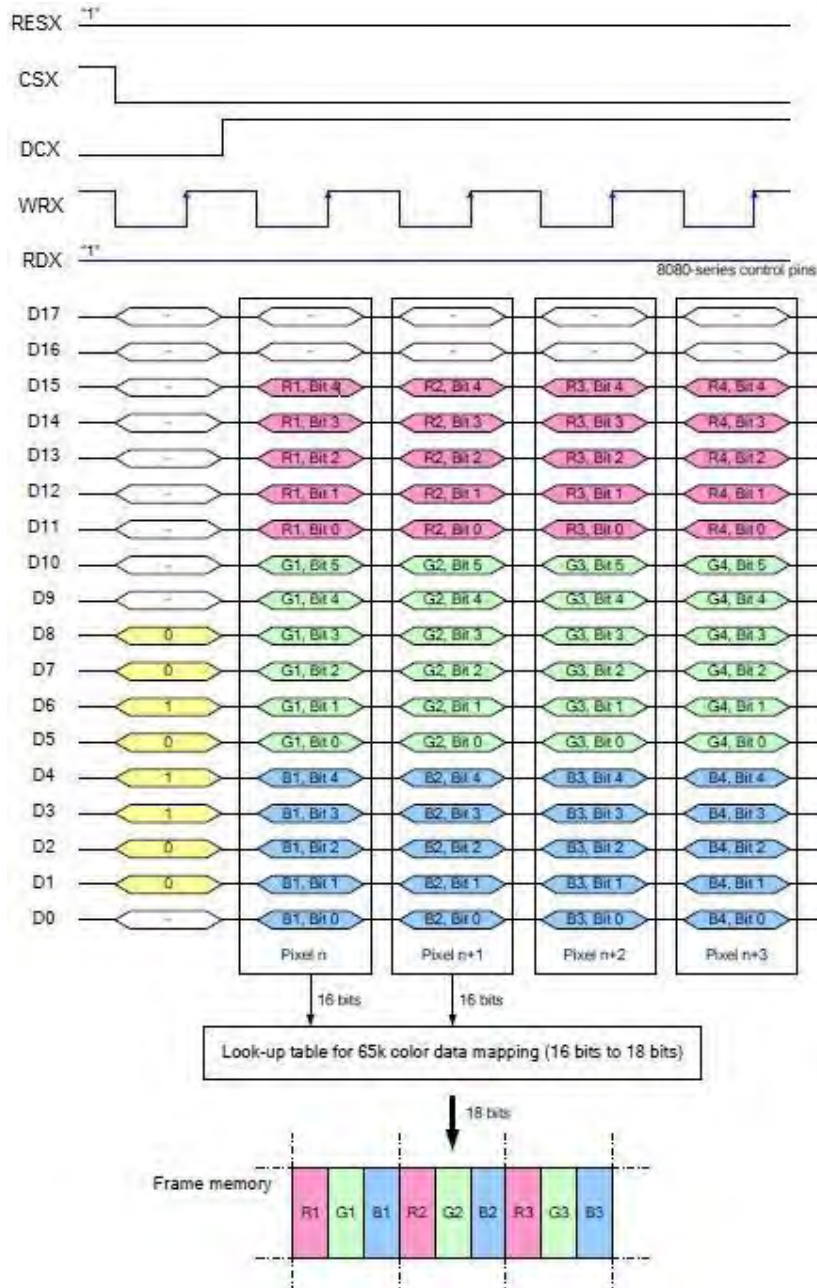 RESX "1"
CSX
DCX
WRX
RDX "1"
8080-series control pins
D17 - - - - -
D16 - - - - -
D15 - R1, Bit 4 R2, Bit 4 R3, Bit 4 R4, Bit 4
D14 - R1, Bit 3 R2, Bit 3 R3, Bit 3 R4, Bit 3
D13 - R1, Bit 2 R2, Bit 2 R3, Bit 2 R4, Bit 2
D12 - R1, Bit 1 R2, Bit 1 R3, Bit 1 R4, Bit 1
D11 - R1, Bit 0 R2, Bit 0 R3, Bit 0 R4, Bit 0
D10 - G1, Bit 5 G2, Bit 5 G3, Bit 5 G4, Bit 5
D9 - G1, Bit 4 G2, Bit 4 G3, Bit 4 G4, Bit 4
D8 0 G1, Bit 3 G2, Bit 3 G3, Bit 3 G4, Bit 3
D7 0 G1, Bit 2 G2, Bit 2 G3, Bit 2 G4, Bit 2
D6 1 G1, Bit 1 G2, Bit 1 G3, Bit 1 G4, Bit 1
D5 0 G1, Bit 0 G2, Bit 0 G3, Bit 0 G4, Bit 0
D4 1 B1, Bit 4 B2, Bit 4 B3, Bit 4 B4, Bit 4
D3 1 B1, Bit 3 B2, Bit 3 B3, Bit 3 B4, Bit 3
D2 0 B1, Bit 2 B2, Bit 2 B3, Bit 2 B4, Bit 2
D1 0 B1, Bit 1 B2, Bit 1 B3, Bit 1 B4, Bit 1
D0 - B1, Bit 0 B2, Bit 0 B3, Bit 0 B4, Bit 0
Pixel n Pixel n+1 Pixel n+2 Pixel n+3
16 bits 16 bits
Look-up table for 65k color data mapping (16 bits to 18 bits)
18 bits
Frame memory
R1 G1 B1 R2 G2 B2 R3 G3 B3